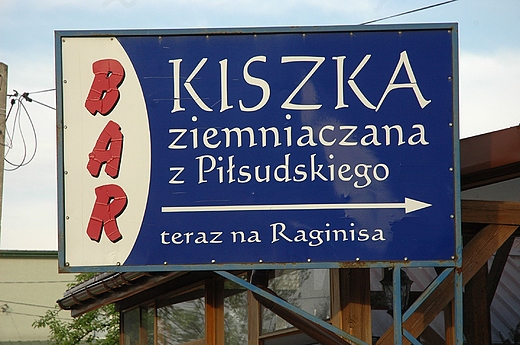 BAR
KISZKA
ziemniaczana
z Piłsudskiego
teraz na Raginisa